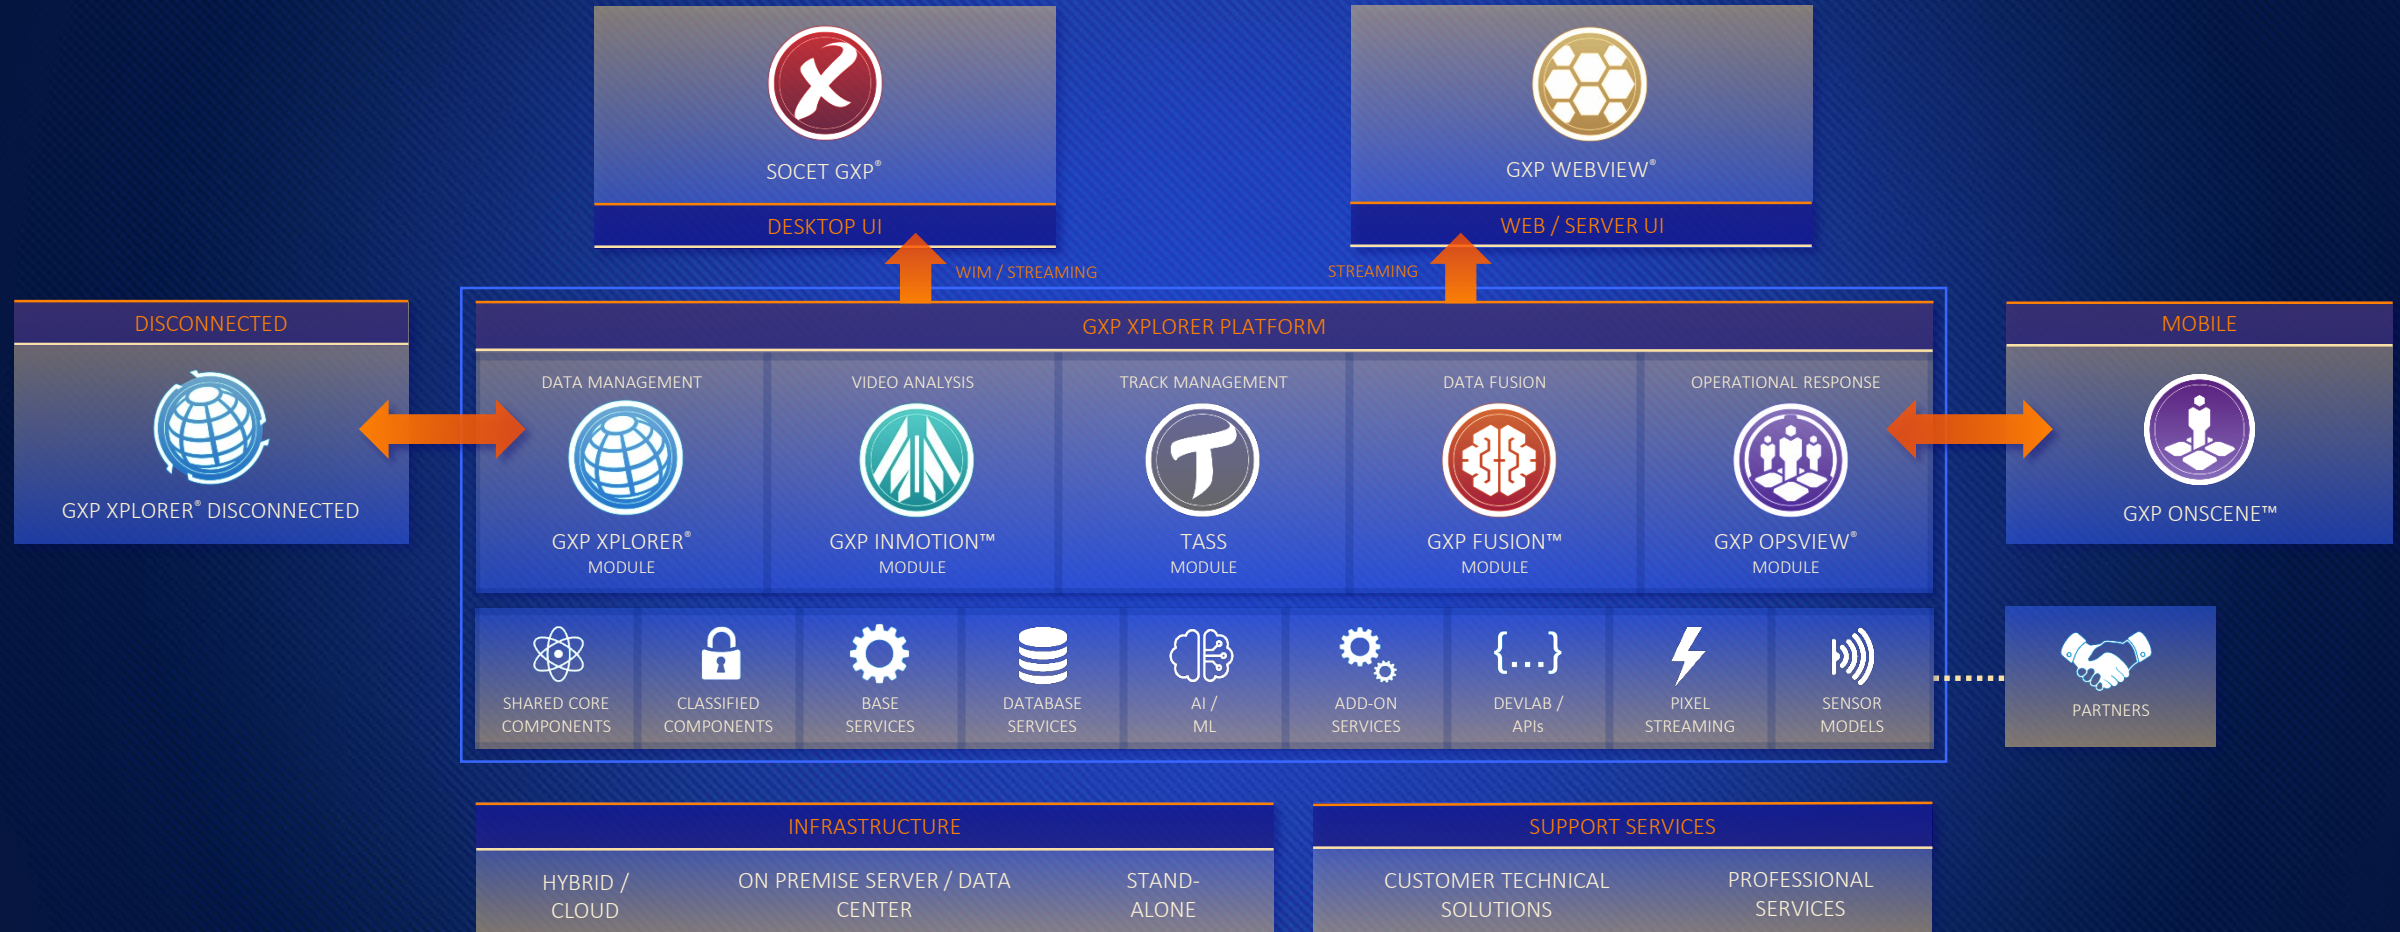 SOCET GXP®
DESKTOP UI
GXP WEBVIEW®
WEB / SERVER UI
WIM / STREAMING
STREAMING
DISCONNECTED
GXP XPLORER® DISCONNECTED
GXP XPLORER PLATFORM
DATA MANAGEMENT
GXP XPLORER®
MODULE
VIDEO ANALYSIS
GXP INMOTION™
MODULE
TRACK MANAGEMENT
TASS
MODULE
DATA FUSION
GXP FUSION™
MODULE
OPERATIONAL RESPONSE
GXP OPSVIEW®
MODULE
MOBILE
GXP ONSCENE™
SHARED CORE
COMPONENTS
CLASSIFIED
COMPONENTS
BASE
SERVICES
DATABASE
SERVICES
AI /
ML
ADD-ON
SERVICES
{...}
DEVLAB /
APIs
PIXEL
STREAMING
SENSOR
MODELS
PARTNERS
INFRASTRUCTURE
HYBRID /
CLOUD
ON PREMISE SERVER / DATA
CENTER
STAND-
ALONE
SUPPORT SERVICES
CUSTOMER TECHNICAL
SOLUTIONS
PROFESSIONAL
SERVICES